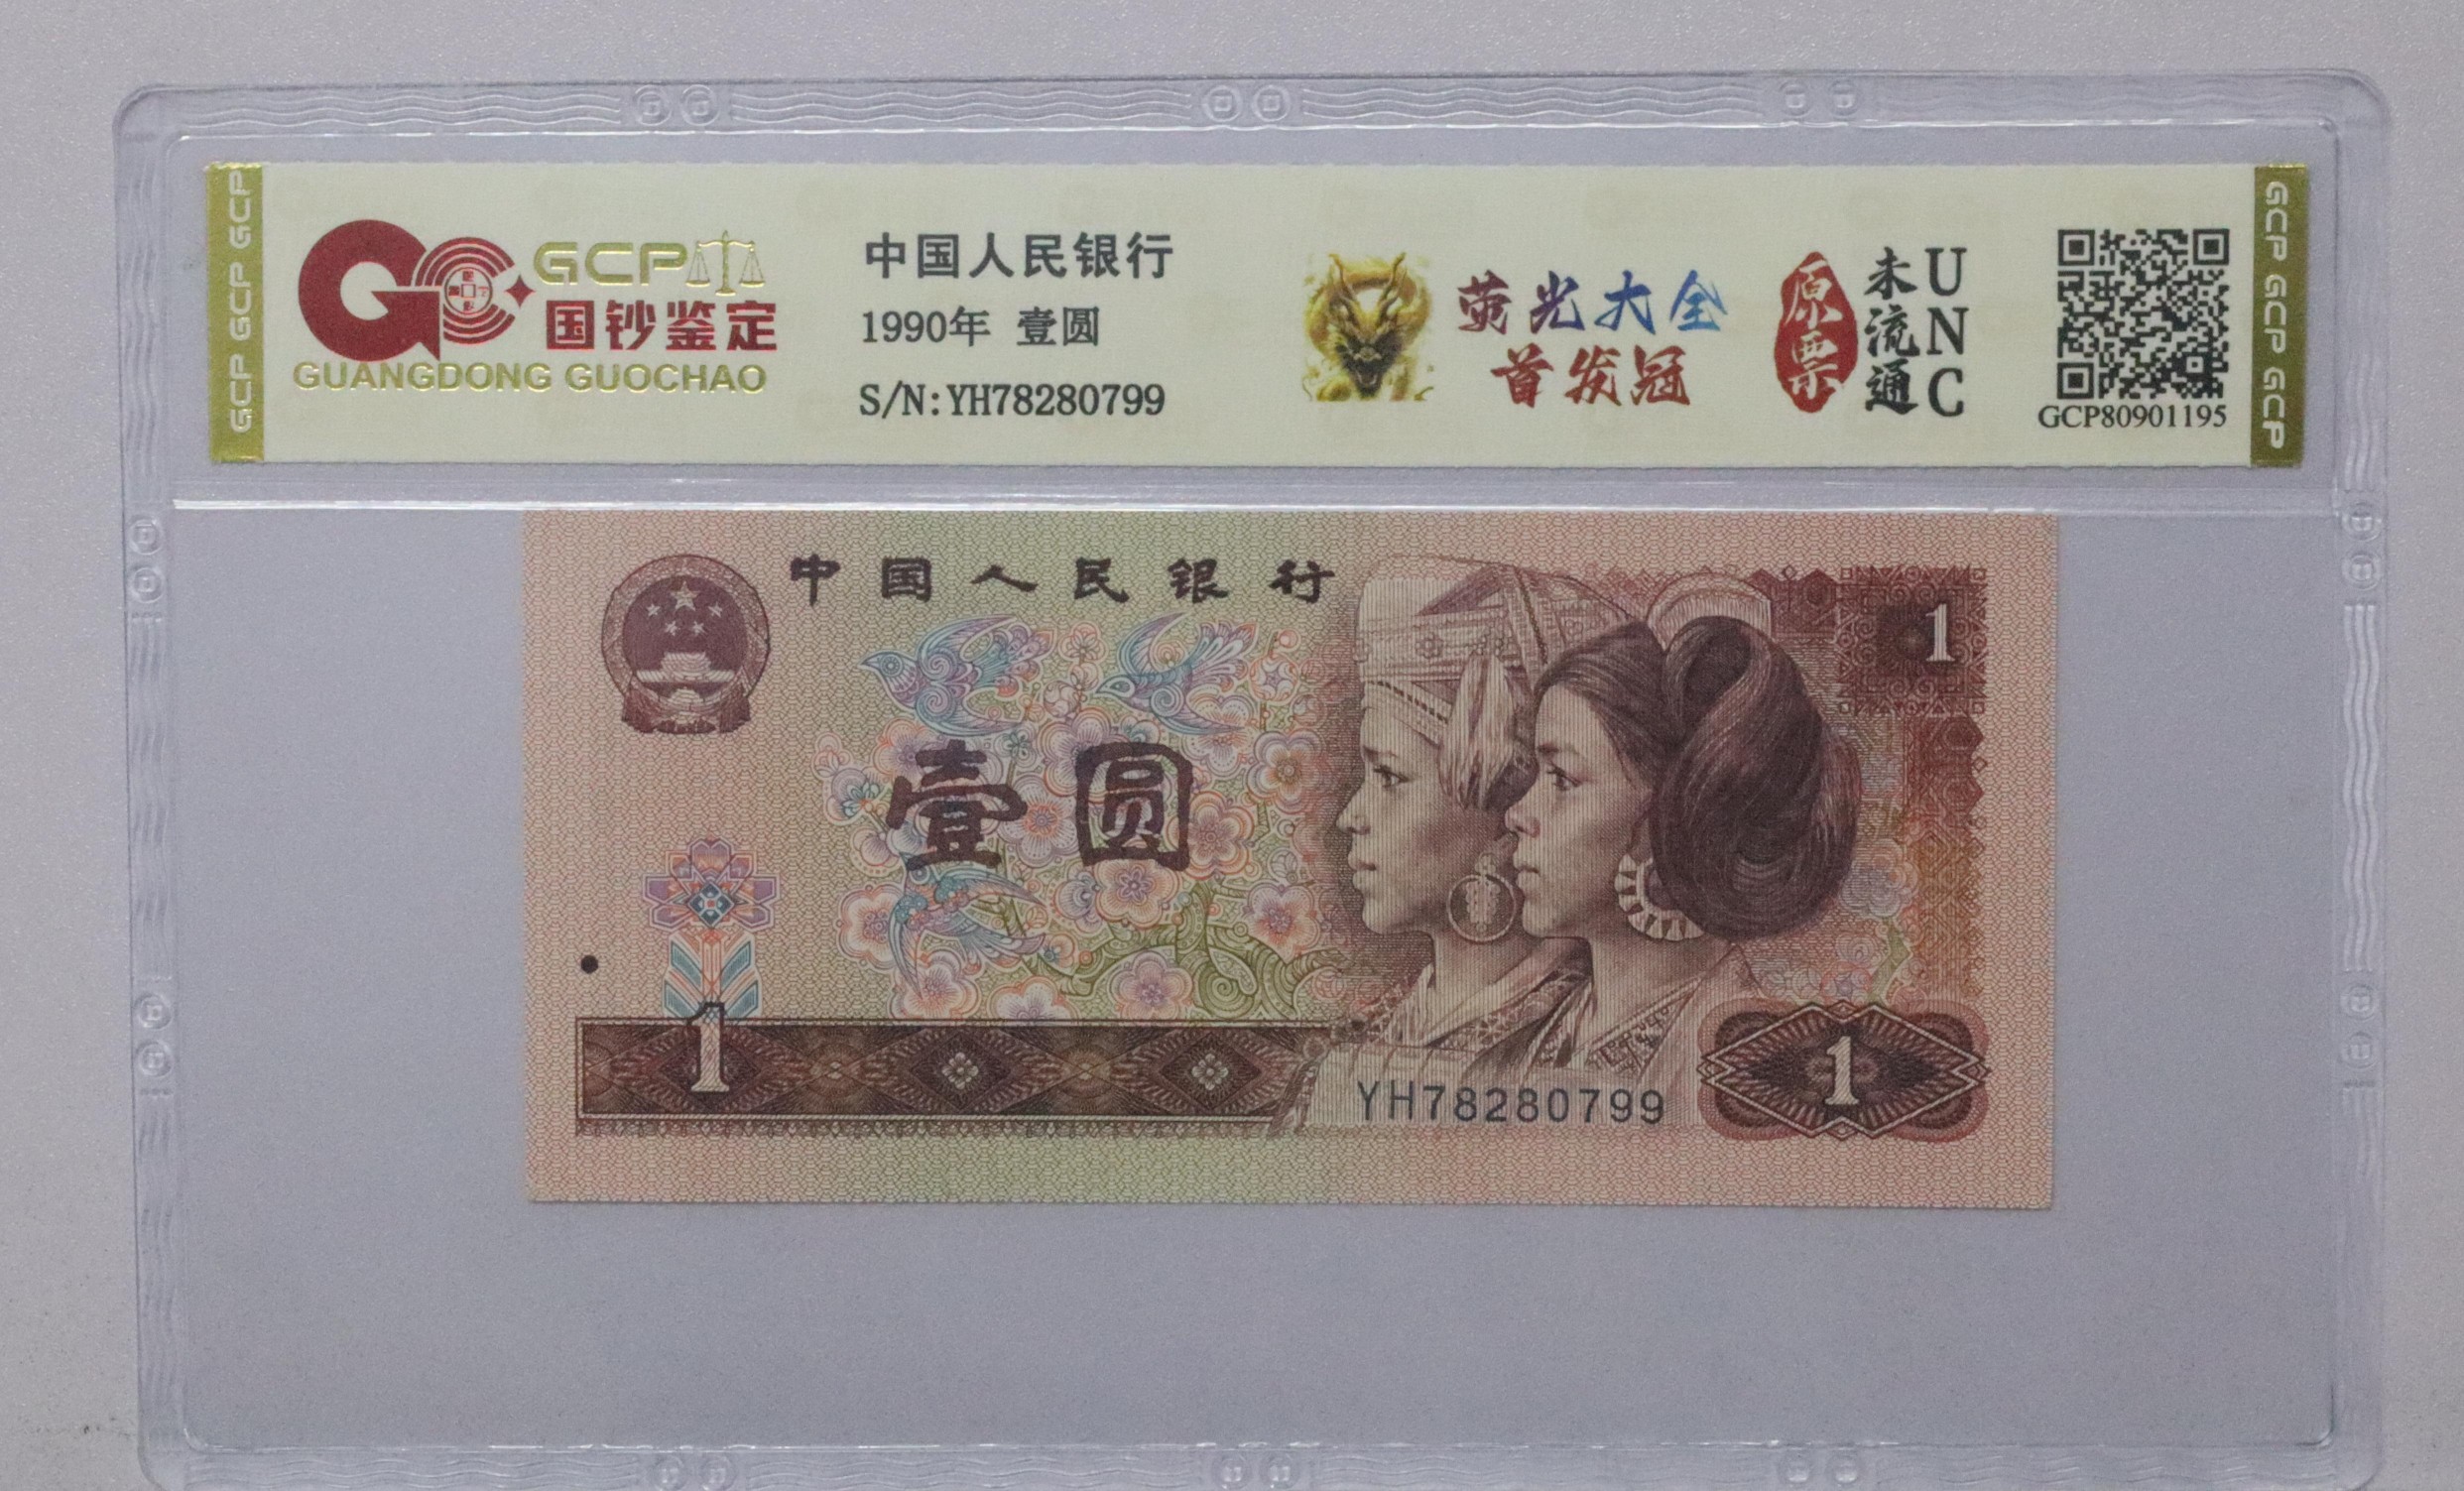 GCP GCP GCP
GCP
国钞鉴定
GUANGDONG GUOCHAO
中国人民银行
1990年 壹圆
S/N:YH78280799
荧光大全
首发冠
原票
未流通
UNC
GCP80901195
GCP GCP GCP
中国人民银行
1
壹圆
1
YH78280799
1